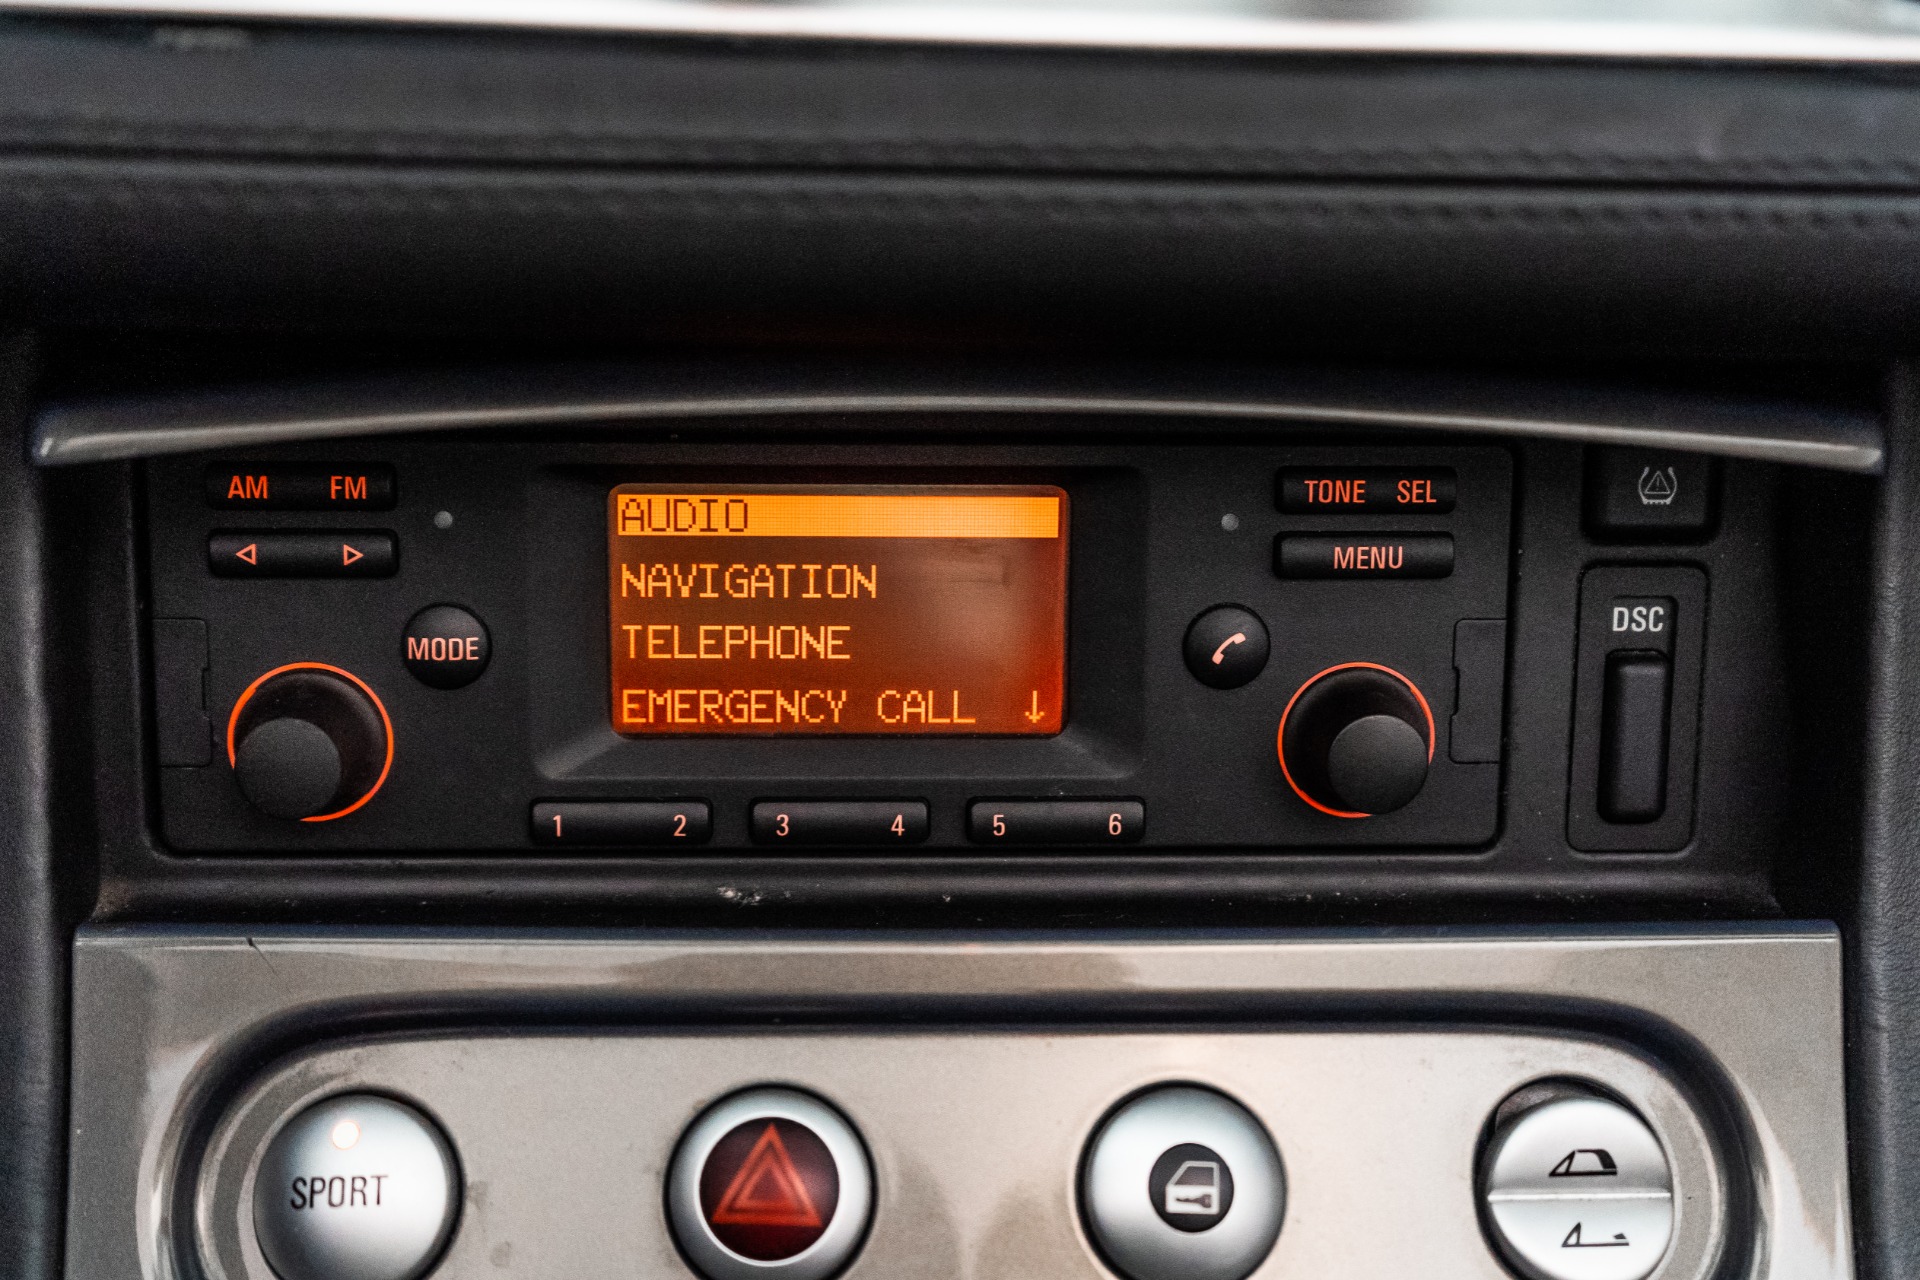 AM FM
TONE SEL
AUDIO
NAVIGATION
TELEPHONE
EMERGENCY CALL ↓
MENU
MODE
DSC
1 2 3 4 5 6
SPORT